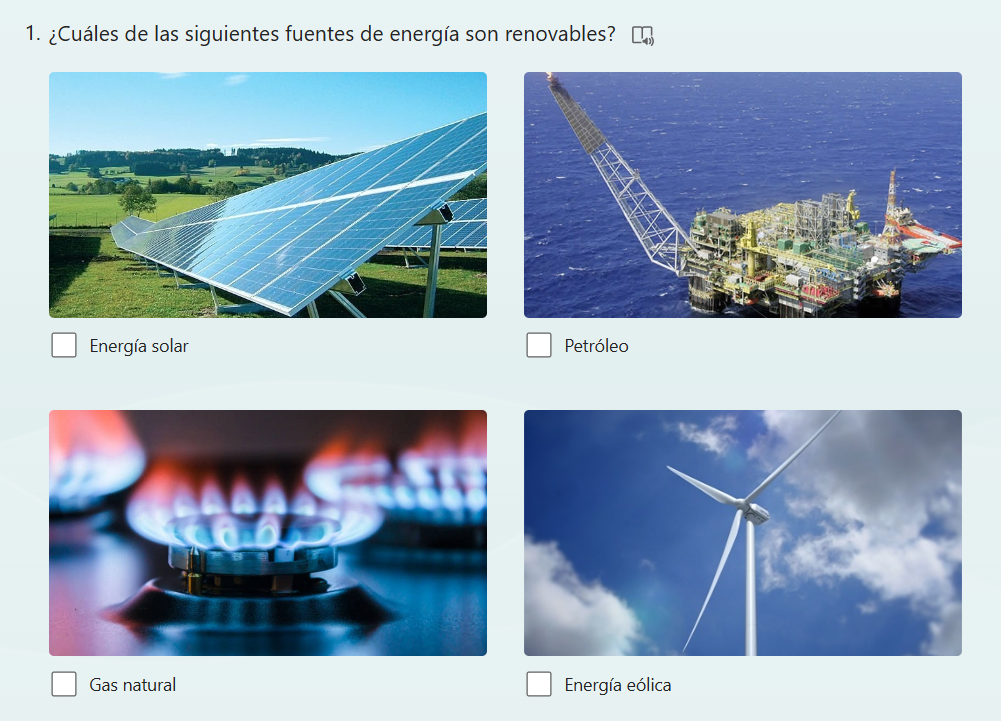 1. ¿Cuáles de las siguientes fuentes de energía son renovables?
Energía solar
Petróleo
Gas natural
Energía eólica